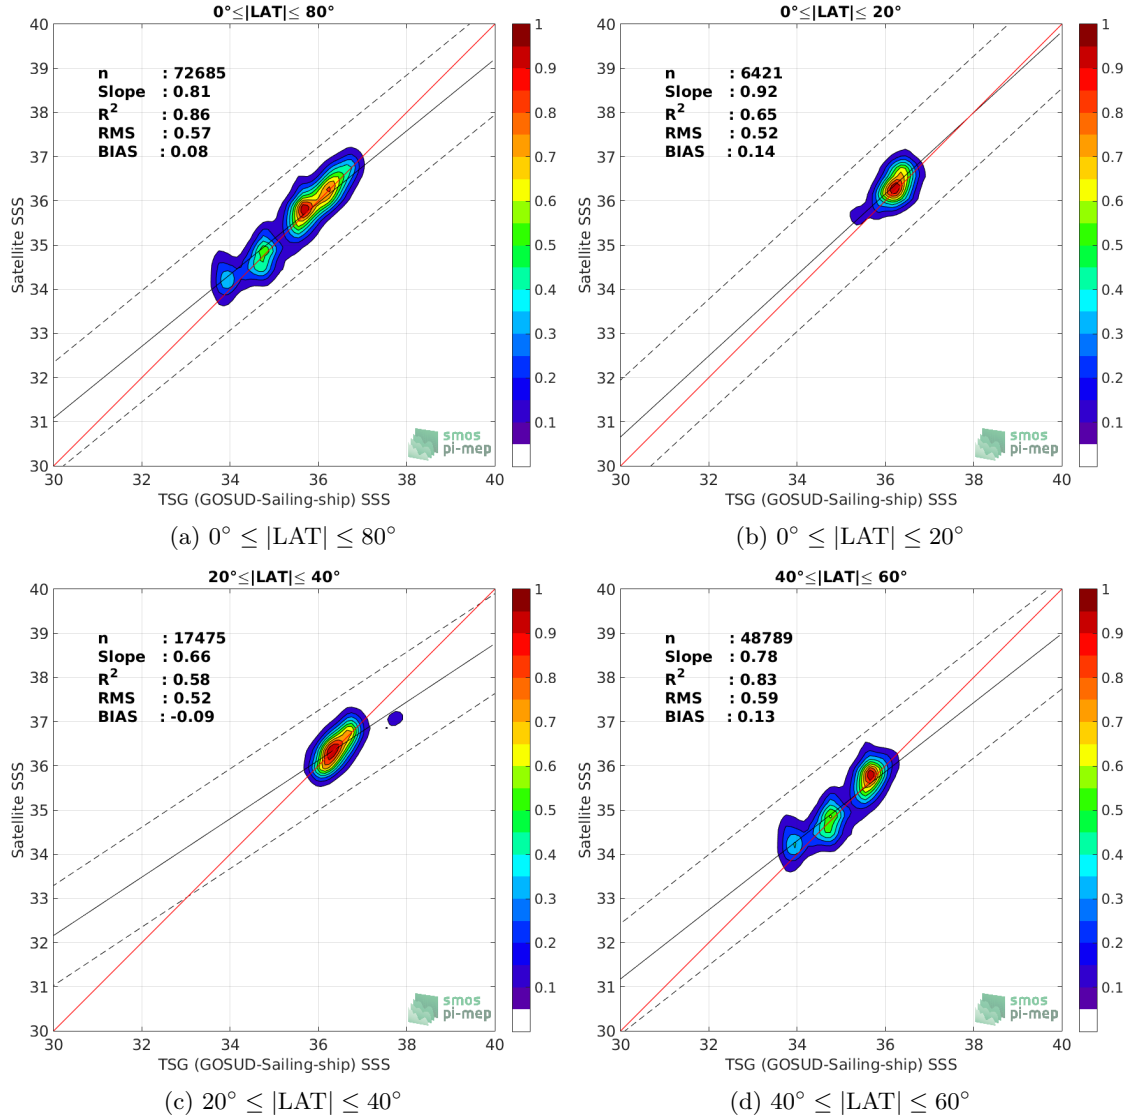 0°≤|LAT|≤ 80°
n : 72685
Slope : 0.81
R2 : 0.86
RMS : 0.57
BIAS : 0.08
40
39
38
37
36
35
34
33
32
31
30
Satellite SSS
30 32 34 36 38 40
TSG (GOSUD-Sailing-ship) SSS
smos
pi-mep
1
0.9
0.8
0.7
0.6
0.5
0.4
0.3
0.2
0.1
(a) 0° ≤ |LAT| ≤ 80°
0°≤|LAT|≤ 20°
n : 6421
Slope : 0.92
R2 : 0.65
RMS : 0.52
BIAS : 0.14
40
39
38
37
36
35
34
33
32
31
30
Satellite SSS
30 32 34 36 38 40
TSG (GOSUD-Sailing-ship) SSS
smos
pi-mep
1
0.9
0.8
0.7
0.6
0.5
0.4
0.3
0.2
0.1
(b) 0° ≤ |LAT| ≤ 20°
20°≤|LAT|≤ 40°
n : 17475
Slope : 0.66
R2 : 0.58
RMS : 0.52
BIAS : -0.09
40
39
38
37
36
35
34
33
32
31
30
Satellite SSS
30 32 34 36 38 40
TSG (GOSUD-Sailing-ship) SSS
smos
pi-mep
1
0.9
0.8
0.7
0.6
0.5
0.4
0.3
0.2
0.1
(c) 20° ≤ |LAT| ≤ 40°
40°≤|LAT|≤ 60°
n : 48789
Slope : 0.78
R2 : 0.83
RMS : 0.59
BIAS : 0.13
40
39
38
37
36
35
34
33
32
31
30
Satellite SSS
30 32 34 36 38 40
TSG (GOSUD-Sailing-ship) SSS
smos
pi-mep
1
0.9
0.8
0.7
0.6
0.5
0.4
0.3
0.2
0.1
(d) 40° ≤ |LAT| ≤ 60°